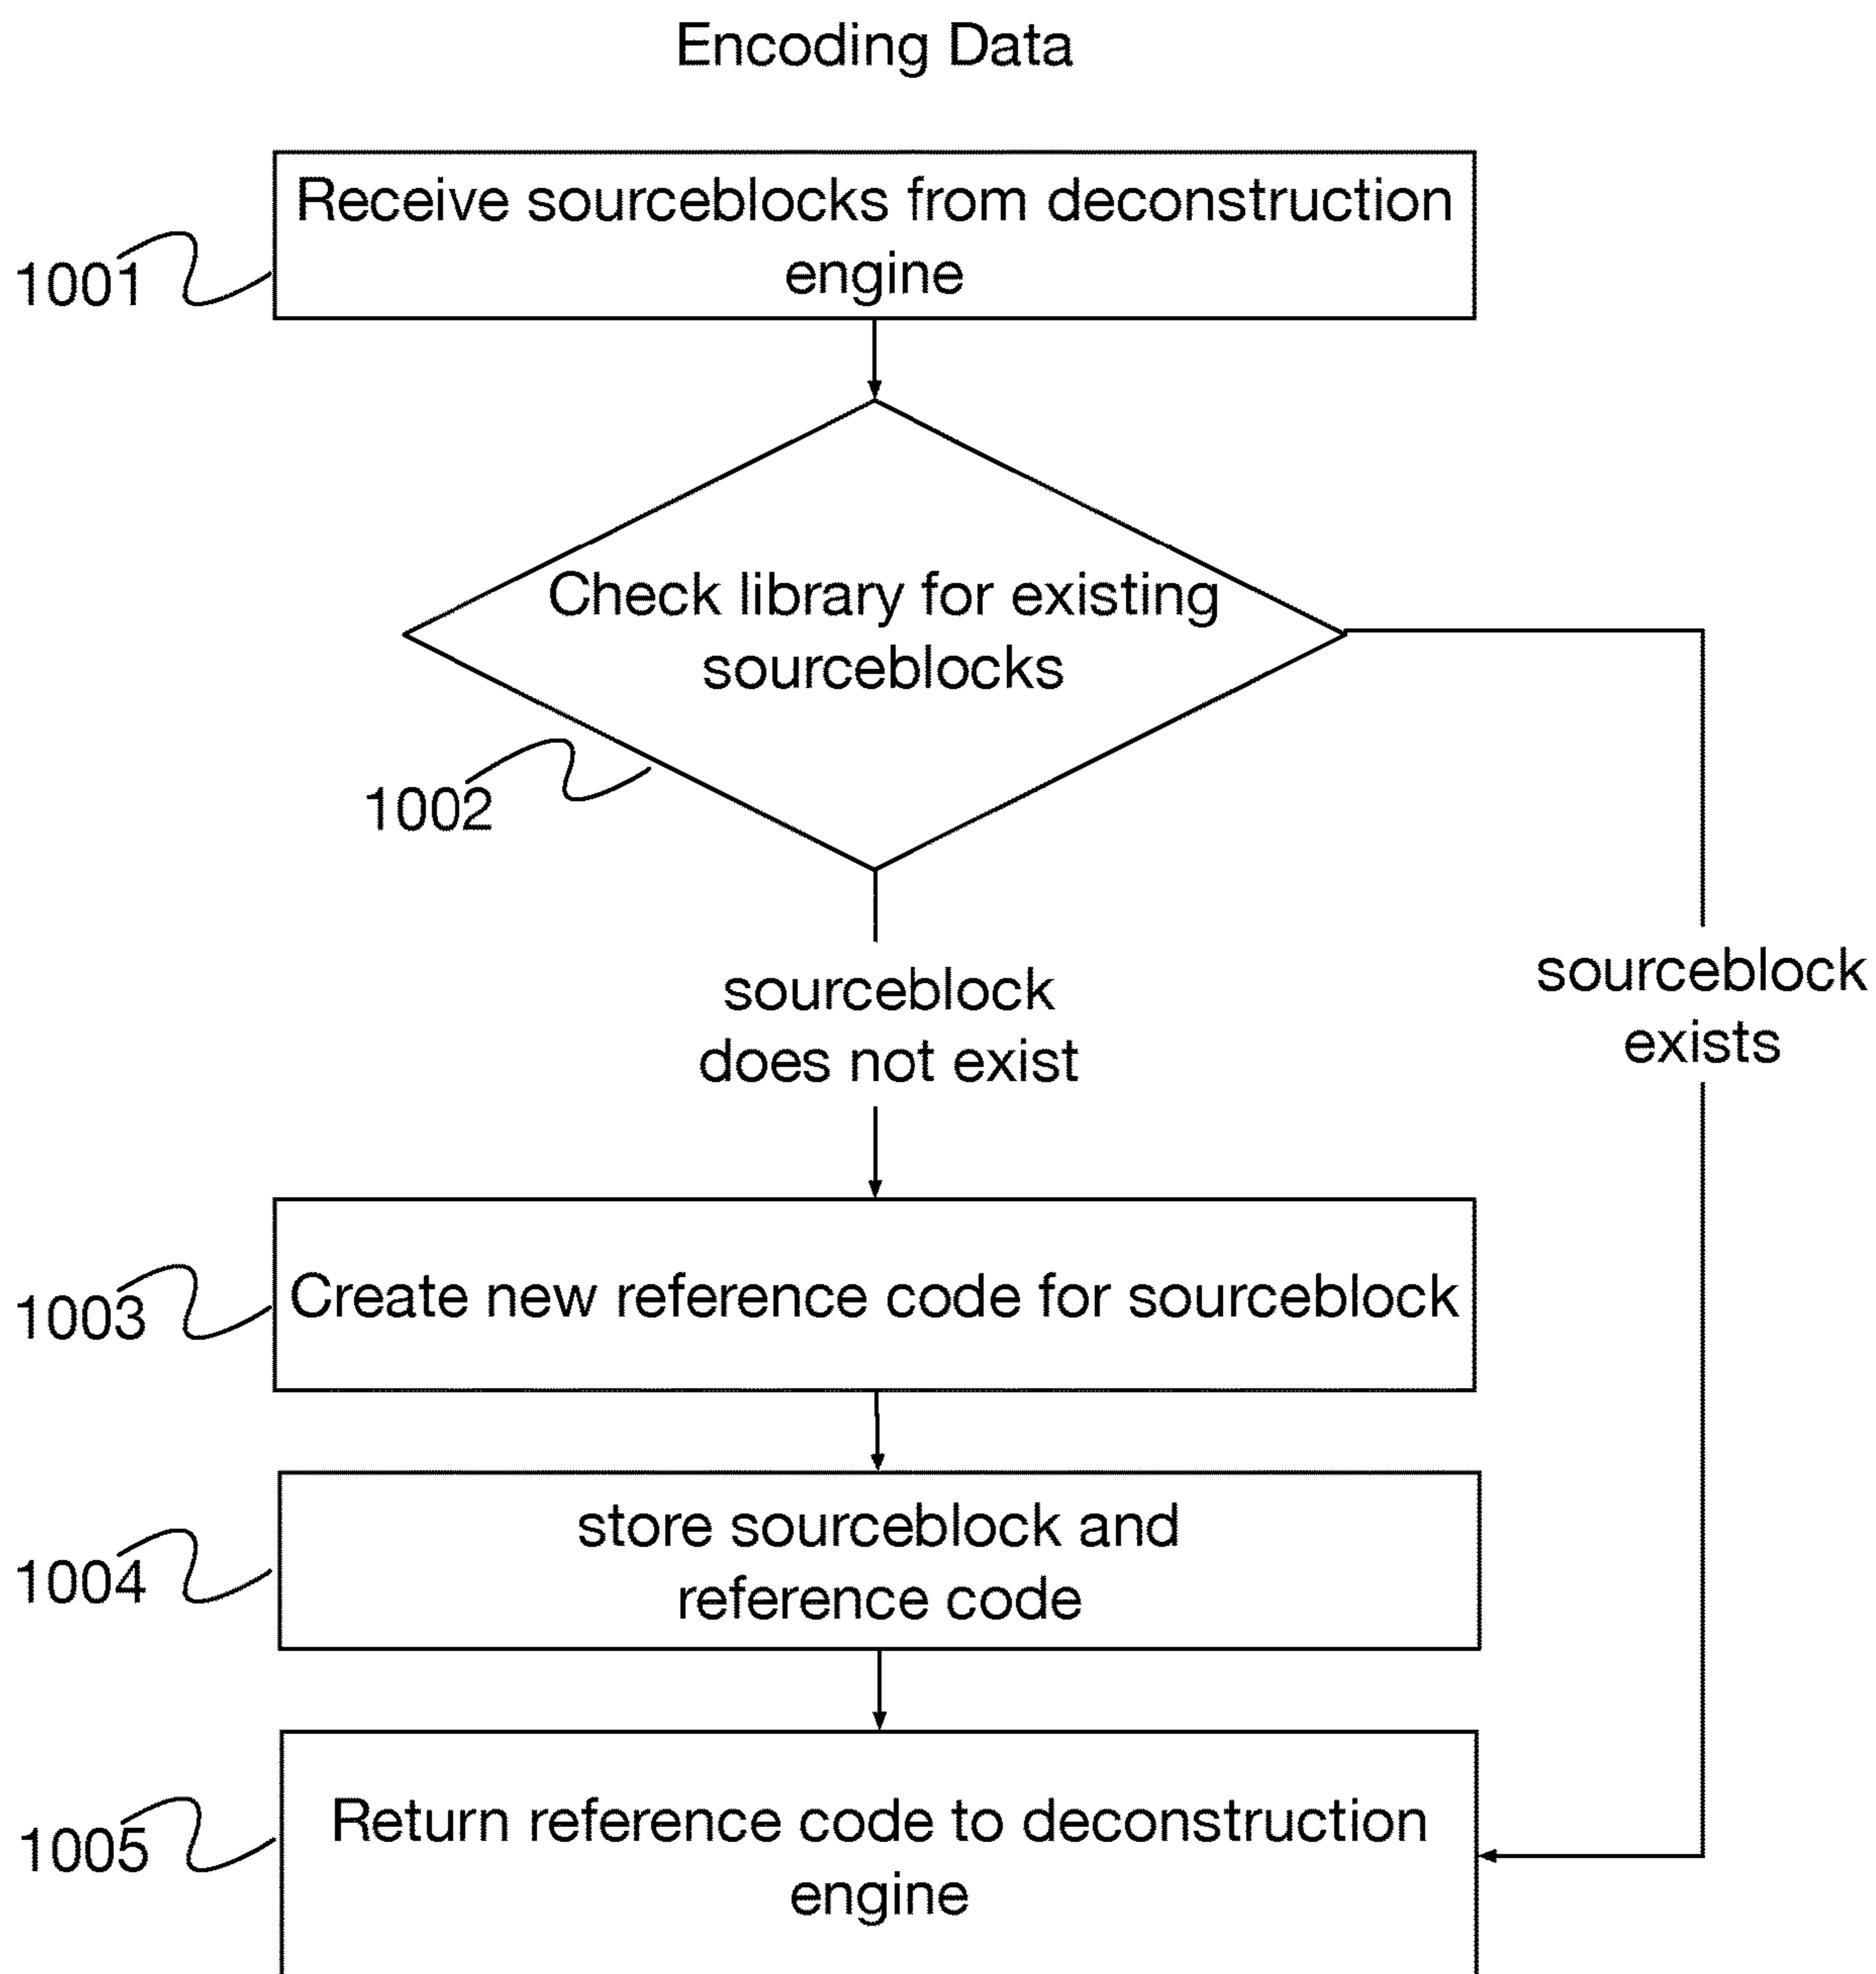 Encoding Data
Receive sourceblocks from deconstruction
engine
1001
Check library for existing
sourceblocks
1002
sourceblock
does not exist
sourceblock
exists
1003
Create new reference code for sourceblock
store sourceblock and
reference code
1004
Return reference code to deconstruction
engine
1005